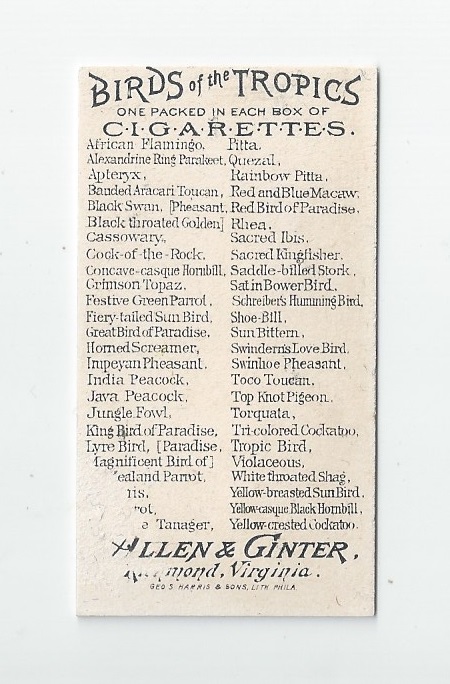 BIRDS of the TROPICS
ONE PACKED IN EACH BOX OF
C·I·G·A·R·E·T·T·E·S.
African Flamingo.
Alexandrine Ring Parakeet,
Apteryx,
Banded Aracari Toucan,
Black Swan, [Pheasant,
Black throated Golden]
Cassowary,
Cock-of-the-Rock.
Concave-casque Hornbill,
Crimson Topaz,
Festive Green Parrot,
Fiery-tailed Sun Bird,
Great Bird of Paradise,
Horned Screamer,
Impeyan Pheasant.
India Peacock,
Java Peacock,
Jungle Fowl,
King Bird of Paradise,
Lyre Bird, [Paradise,
Magnificent Bird of]
ealand Parrot,
ris,
rot,
e Tanager,
Pitta.
Quezal,
Rainbow Pitta,
Red and Blue Macaw.
Red Bird of Paradise.
Rhea,
Sacred Ibis.
Sacred Kingfisher.
Saddle-billed Stork,
Satin Bower Bird,
Schreiber's Humming Bird,
Shoe-Bill,
Sun Bittern,
Swindern's Love Bird.
Swinhoe Pheasant,
Toco Toucan,
Top Knot Pigeon.
Torquata,
Tri-colored Cockatoo,
Tropic Bird,
Violaceous,
White throated Shag,
Yellow-breasted Sun Bird,
Yellow-casque Black Hornbill,
Yellow-crested Cockatoo.
ALLEN & GINTER,
Richmond, Virginia.
GEO. S. HARRIS & SONS, LITH. PHILA.